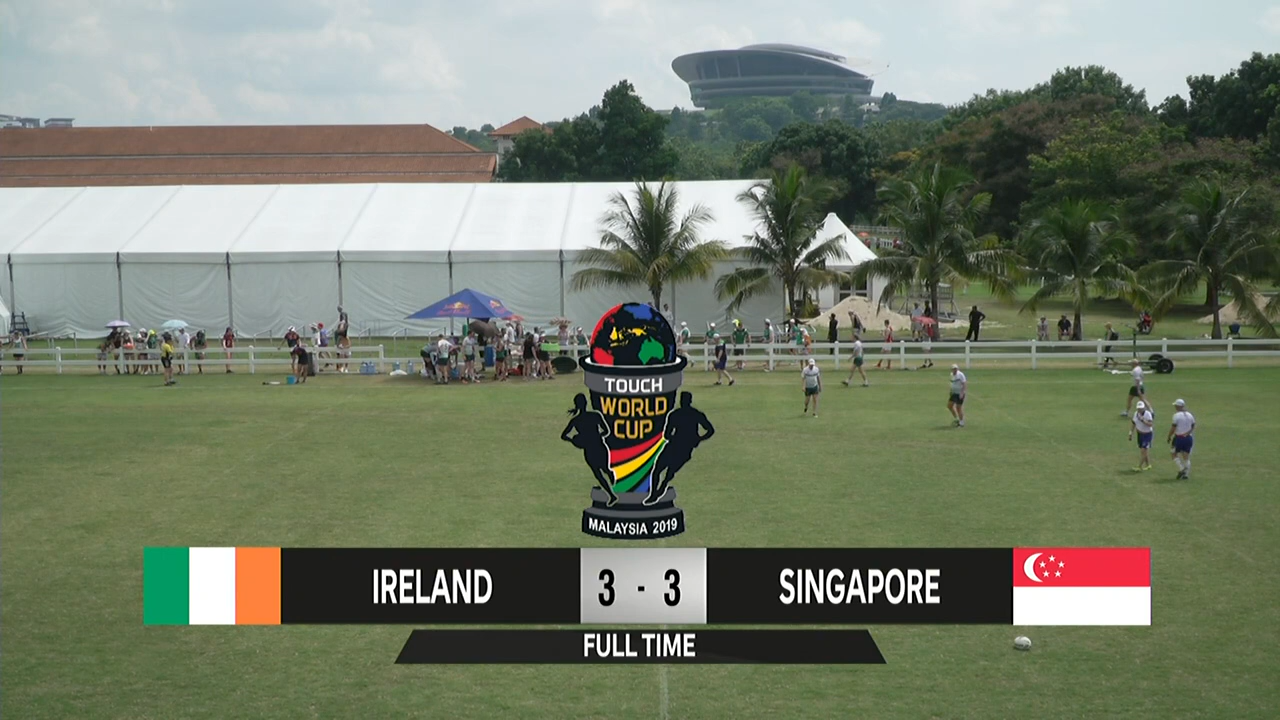 TOUCH
WORLD
CUP
MALAYSIA 2019
IRELAND 3 - 3 SINGAPORE
FULL TIME